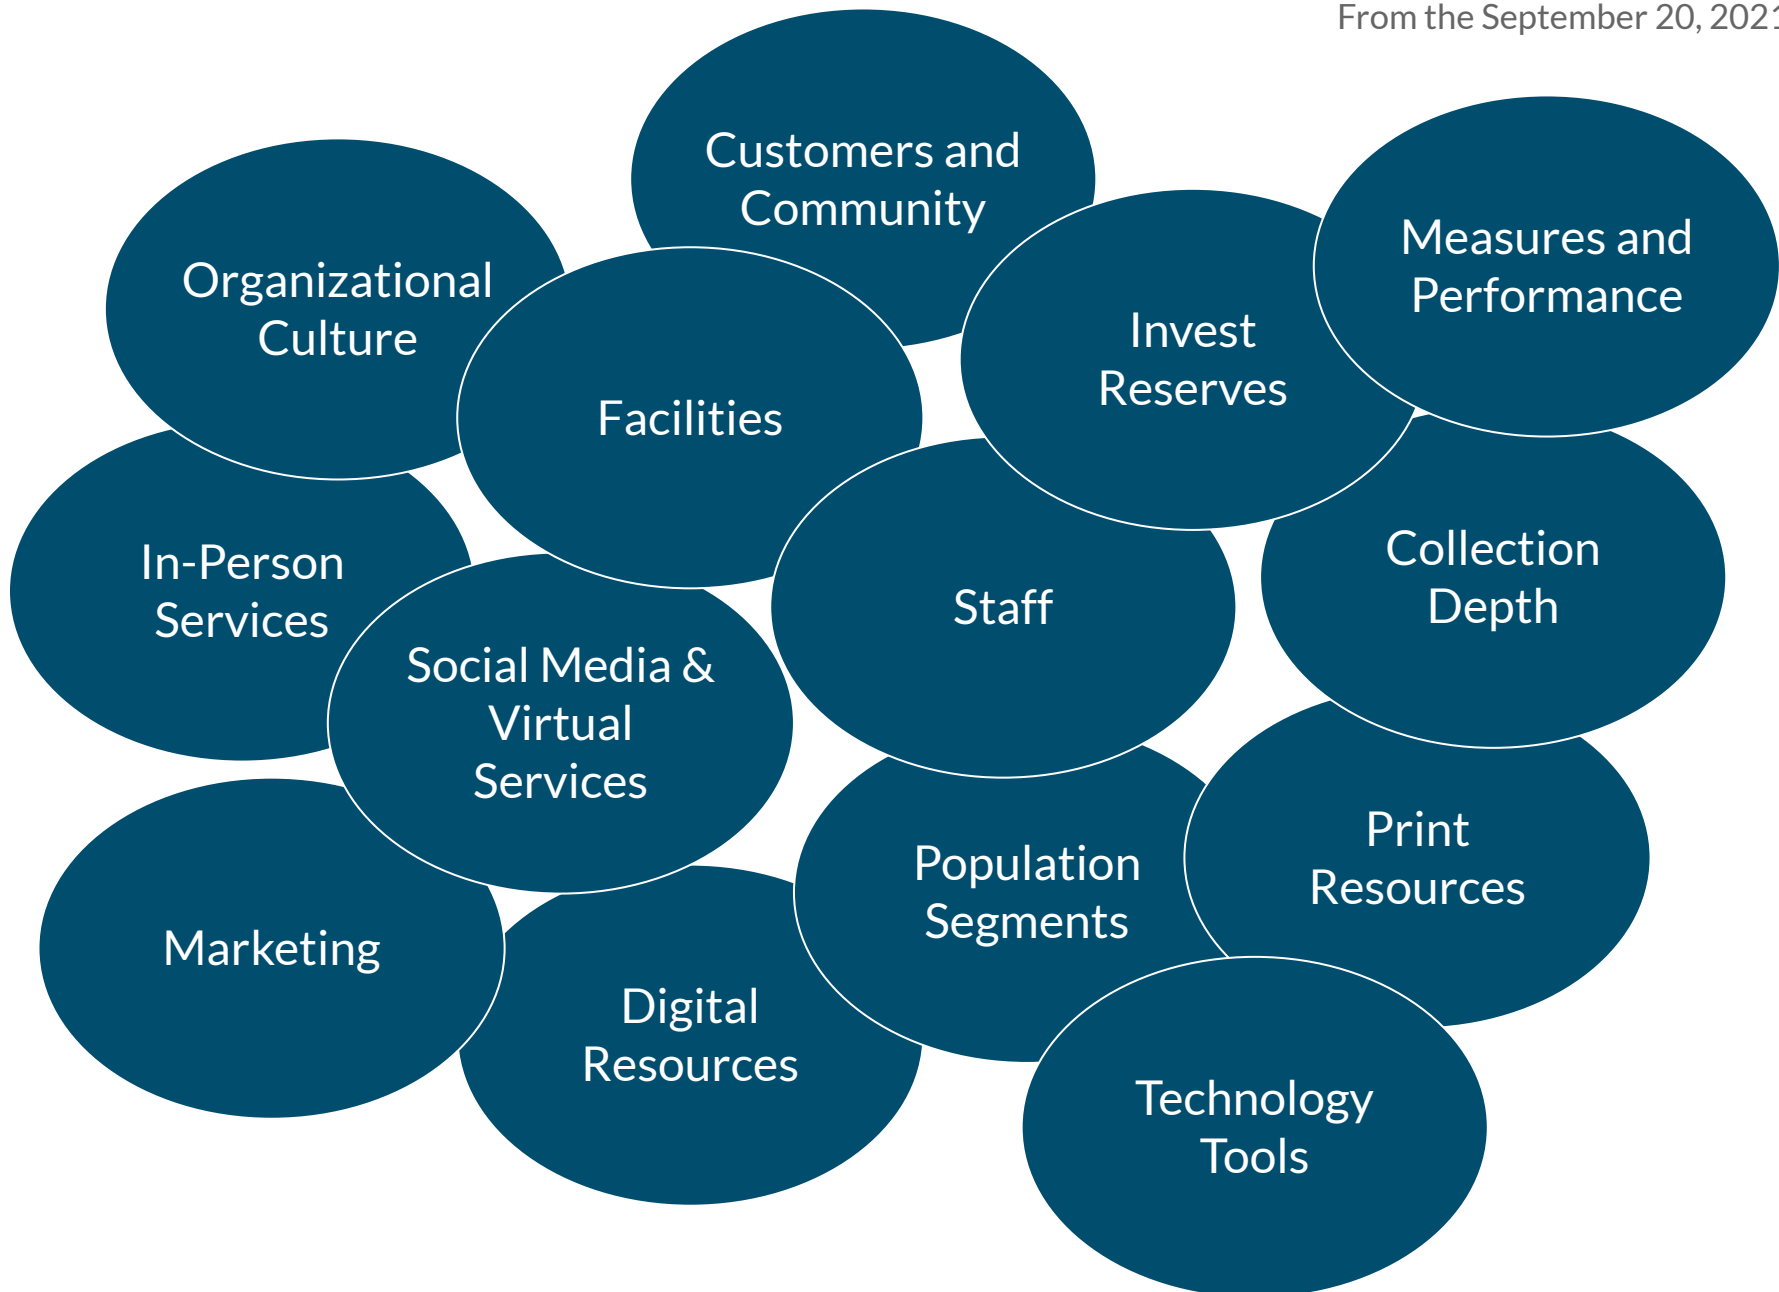 From the September 20, 2021
Customers and
Community
Measures and
Performance
Organizational
Culture
Invest
Reserves
Facilities
In-Person
Services
Collection
Depth
Staff
Social Media &
Virtual
Services
Print
Resources
Population
Segments
Marketing
Digital
Resources
Technology
Tools